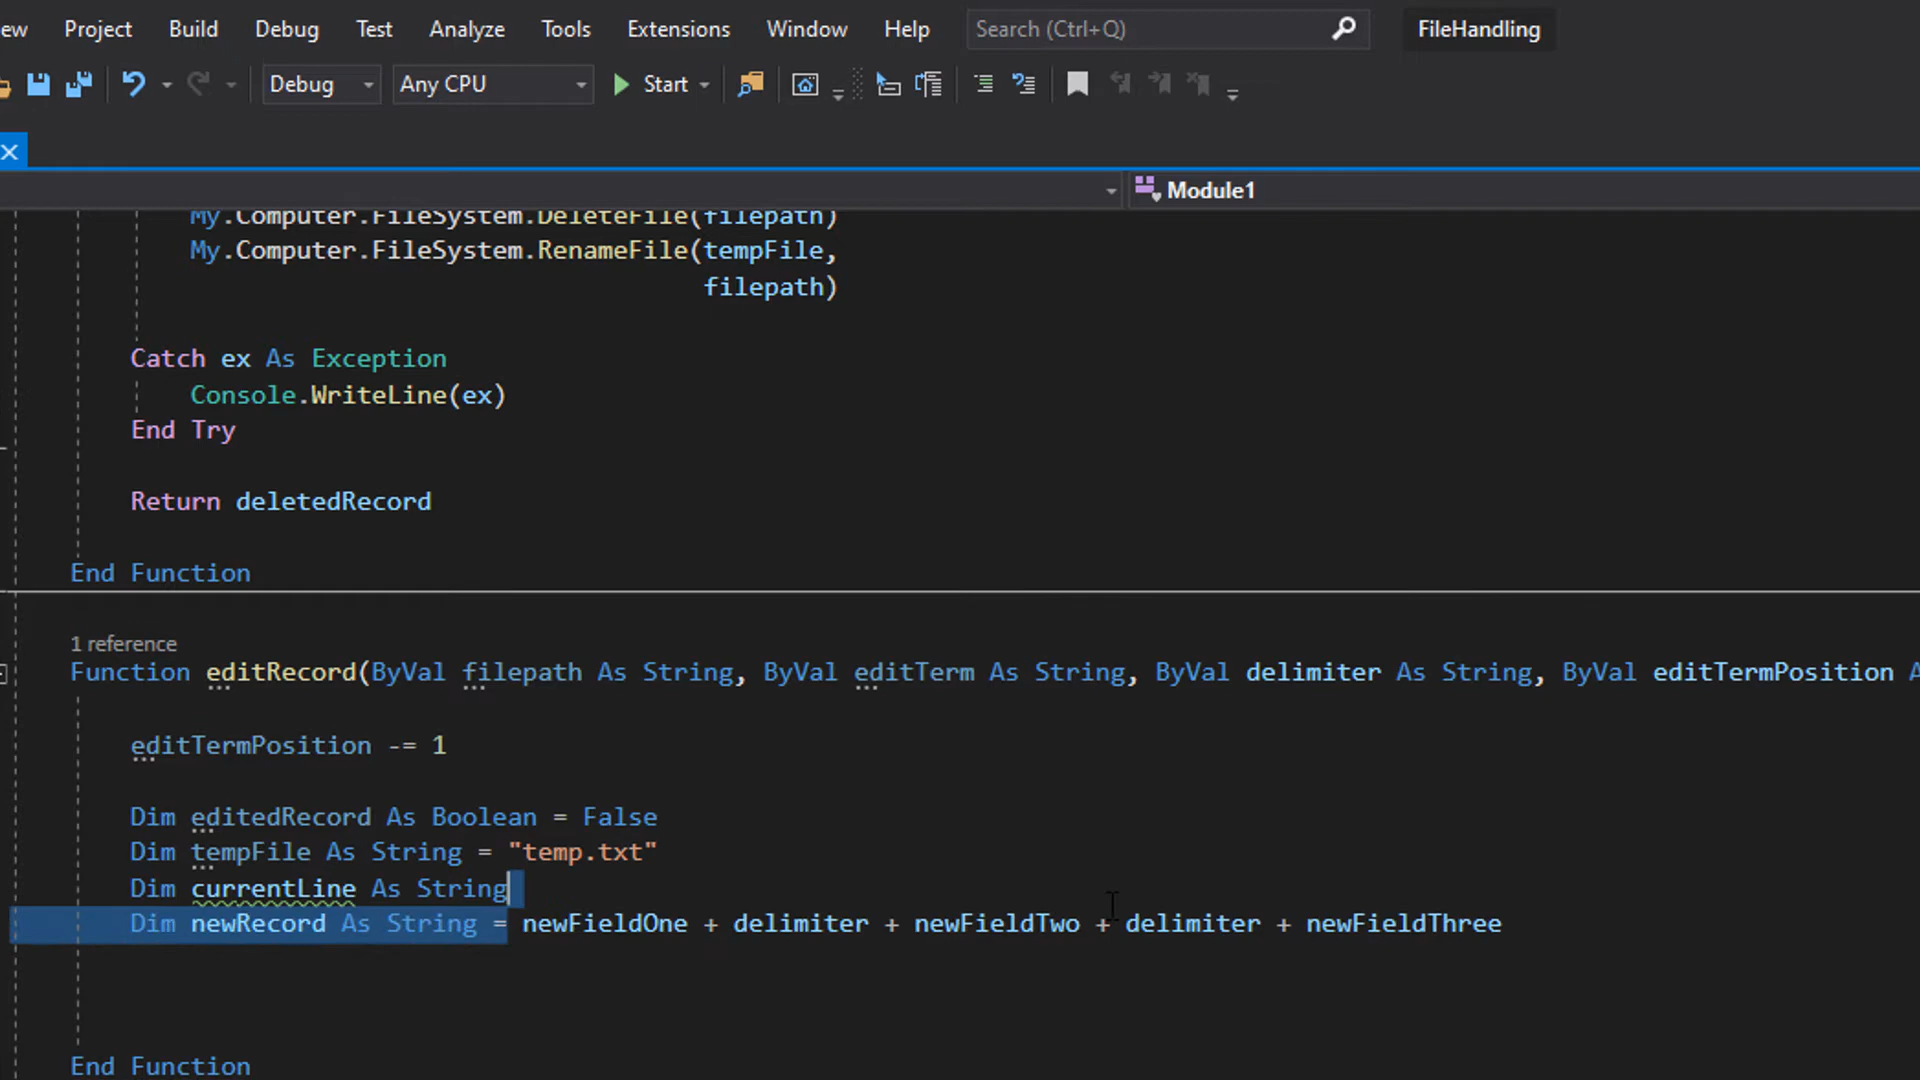 ew Project Build Debug Test Analyze Tools Extensions Window Help Search (Ctrl+Q) FileHandling
Debug Any CPU Start
Module1
My.Computer.FileSystem.DeleteFile(filepath)
My.Computer.FileSystem.RenameFile(tempFile,
filepath)
Catch ex As Exception
Console.WriteLine(ex)
End Try
Return deletedRecord
End Function
1 reference
Function editRecord(ByVal filepath As String, ByVal editTerm As String, ByVal delimiter As String, ByVal editTermPosition A
editTermPosition -= 1
Dim editedRecord As Boolean = False
Dim tempFile As String = "temp.txt"
Dim currentLine As String
Dim newRecord As String = newFieldOne + delimiter + newFieldTwo + delimiter + newFieldThree
End Function